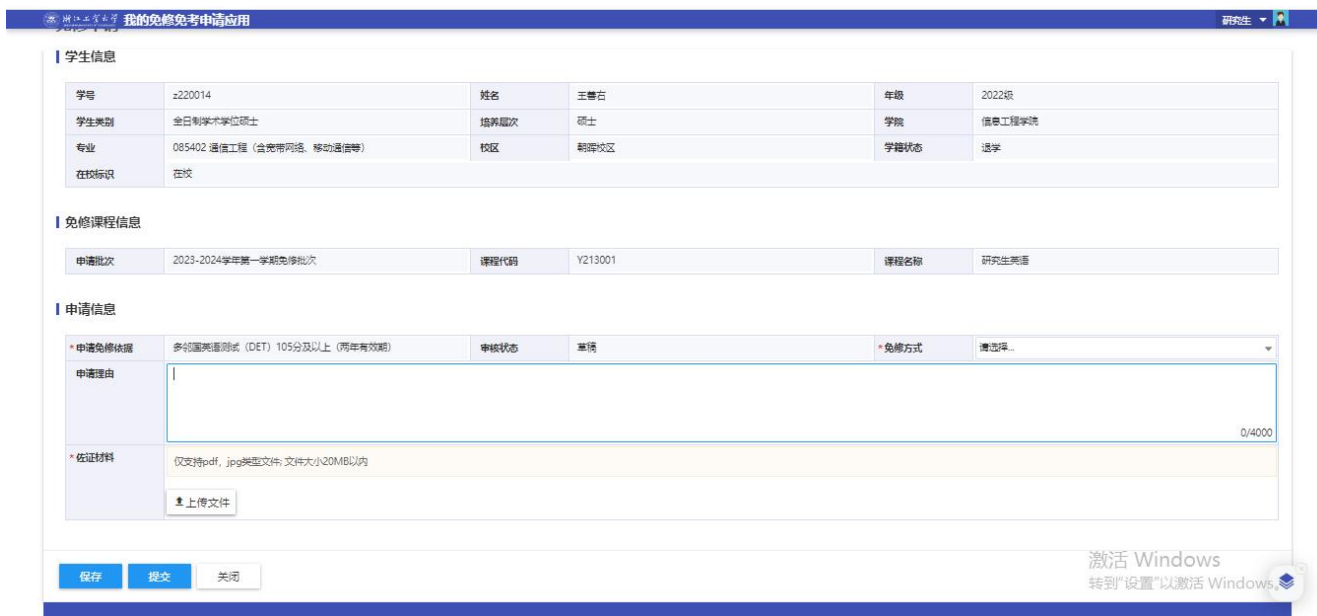 浙江工业大学 我的免修免考申请应用 研究生
学生信息
学号 z220014 姓名 王善右 年级 2022级
学生类别 全日制学术学位硕士 培养层次 硕士 学院 信息工程学院
专业 085402 通信工程（含宽带网络、移动通信等） 校区 朝晖校区 学籍状态 退学
在校标识 在校
免修课程信息
申请批次 2023-2024学年第一学期免修批次 课程代码 Y213001 课程名称 研究生英语
申请信息
*申请免修依据 多邻国英语测试（DET）105分及以上（两年有效期） 审核状态 草稿 *免修方式 请选择...
申请理由
0/4000
*佐证材料 仅支持pdf，jpg类型文件;文件大小20MB以内
上传文件
保存 提交 关闭
激活 Windows
转到"设置"以激活 Windows。